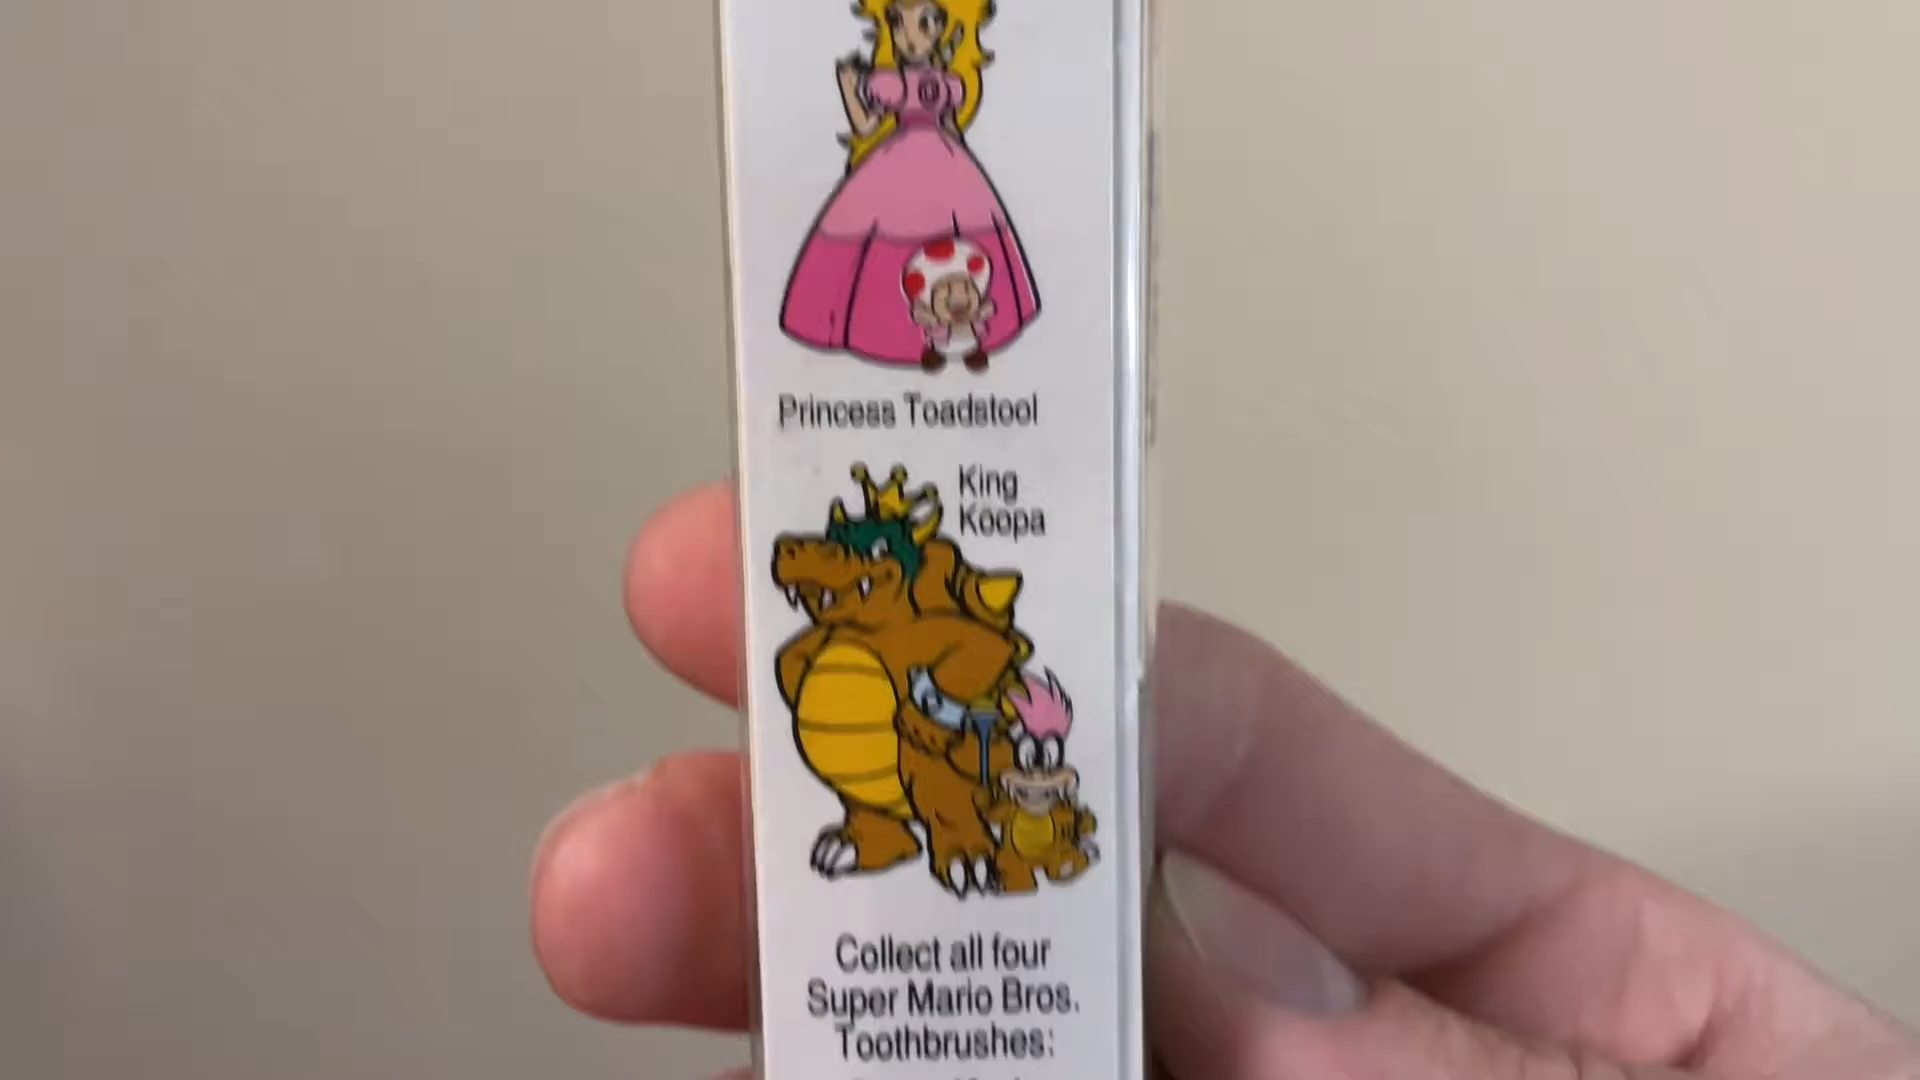 Princess Toadstool
King
Koopa
Collect all four
Super Mario Bros.
Toothbrushes: